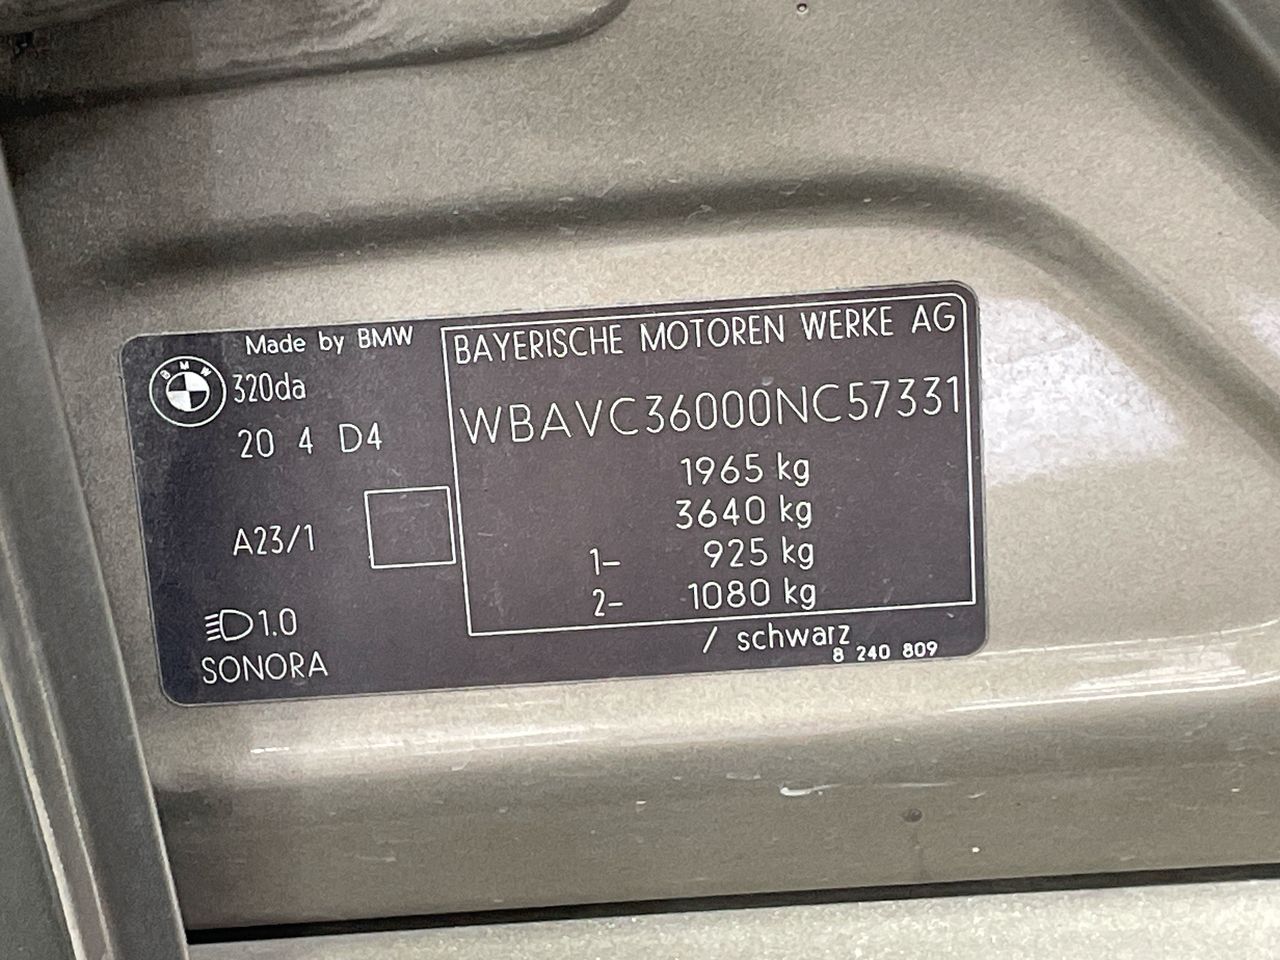 Made by BMW
BMW
320da
20 4 D4
A23/1
1.0
SONORA
BAYERISCHE MOTOREN WERKE AG
WBAVC36000NC57331
1965 kg
3640 kg
1- 925 kg
2- 1080 kg
/ schwarz
8 240 809